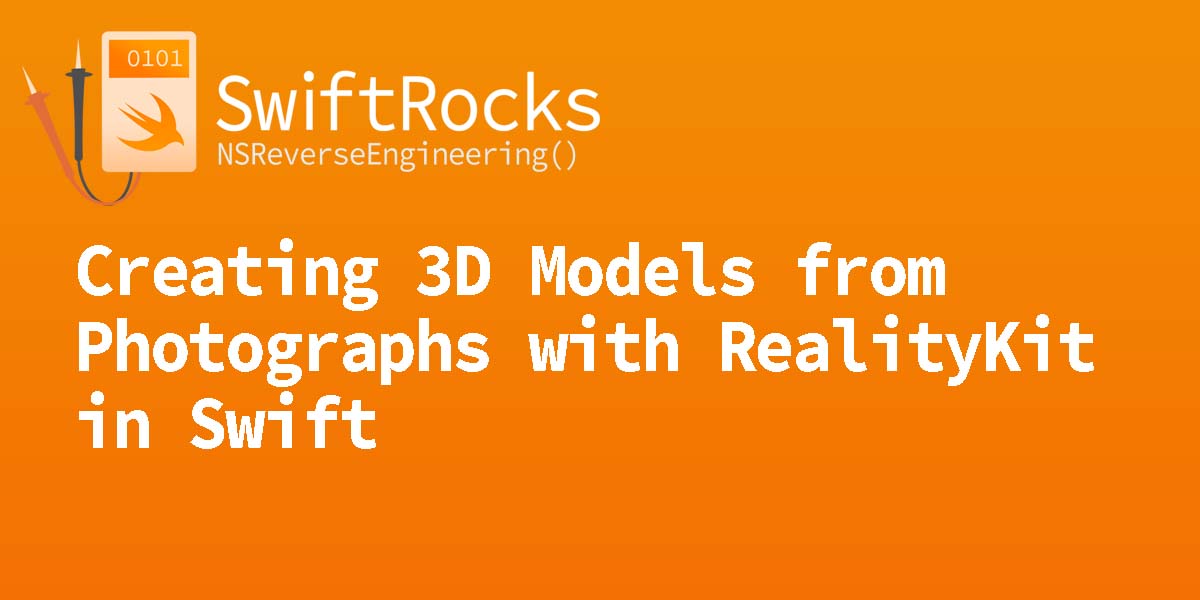 0101
SwiftRocks
NSReverseEngineering()
Creating 3D Models from
Photographs with RealityKit
in Swift